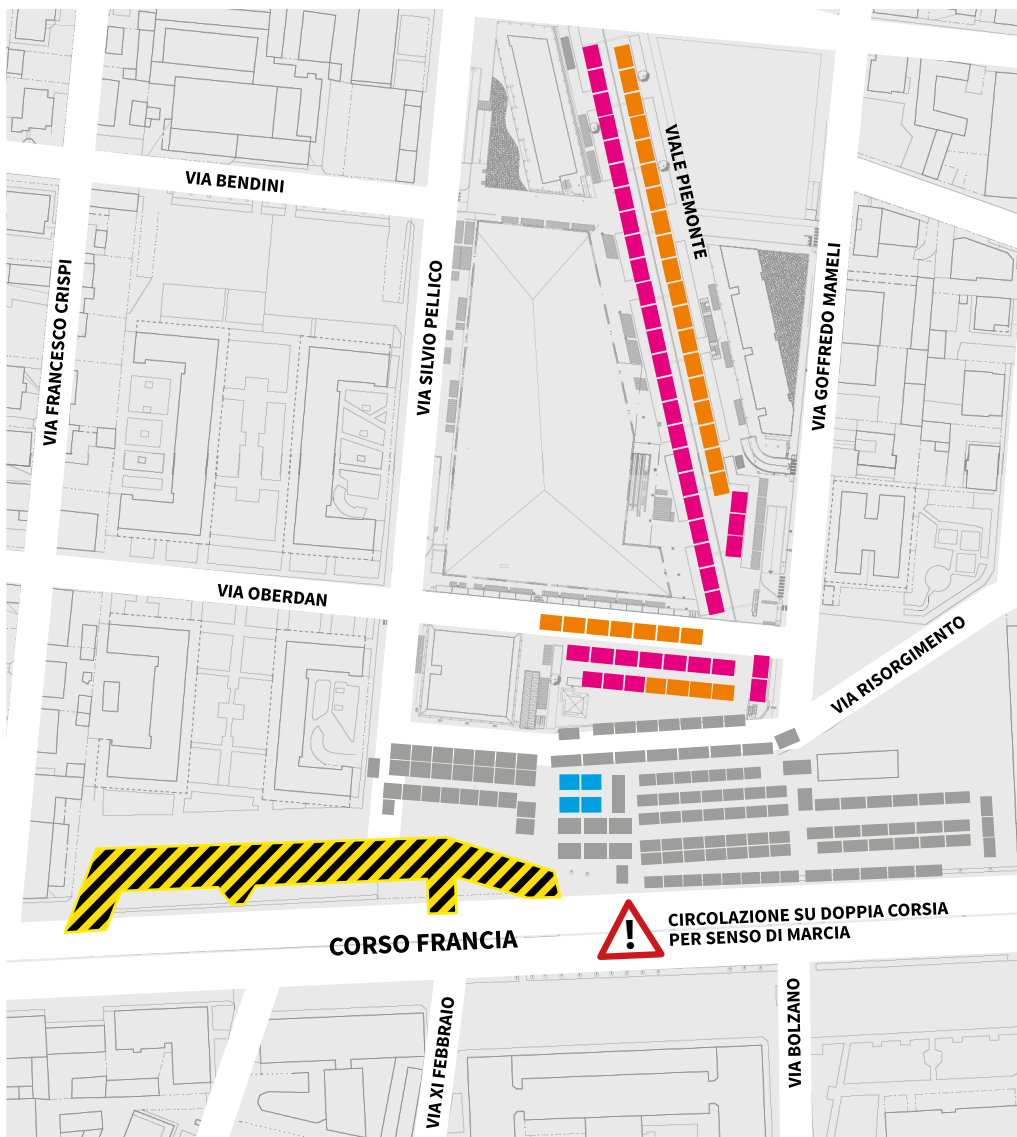 VIA BENDINI
VIALE PIEMONTE
VIA FRANCESCO CRISPI
VIA SILVIO PELLICO
VIA GOFFREDO MAMELI
VIA OBERDAN
VIA RISORGIMENTO
!
CIRCOLAZIONE SU DOPPIA CORSIA
PER SENSO DI MARCIA
CORSO FRANCIA
VIA XI FEBBRAIO
VIA BOLZANO